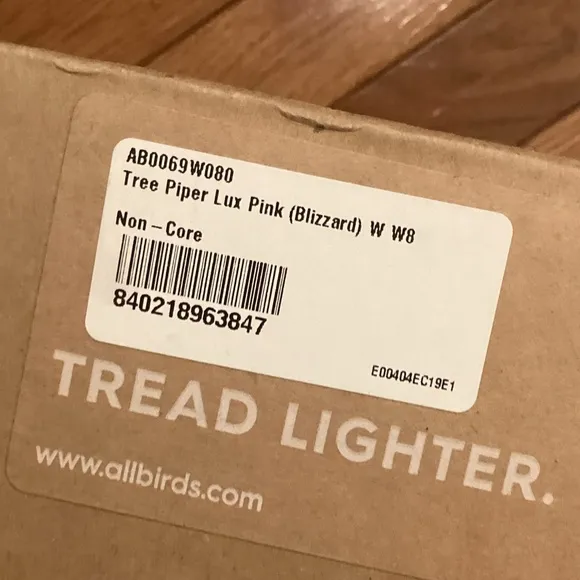 AB0069W080
Tree Piper Lux Pink (Blizzard) W W8
Non-Core
840218963847
E00404EC19E1
TREAD LIGHTER.
www.allbirds.com